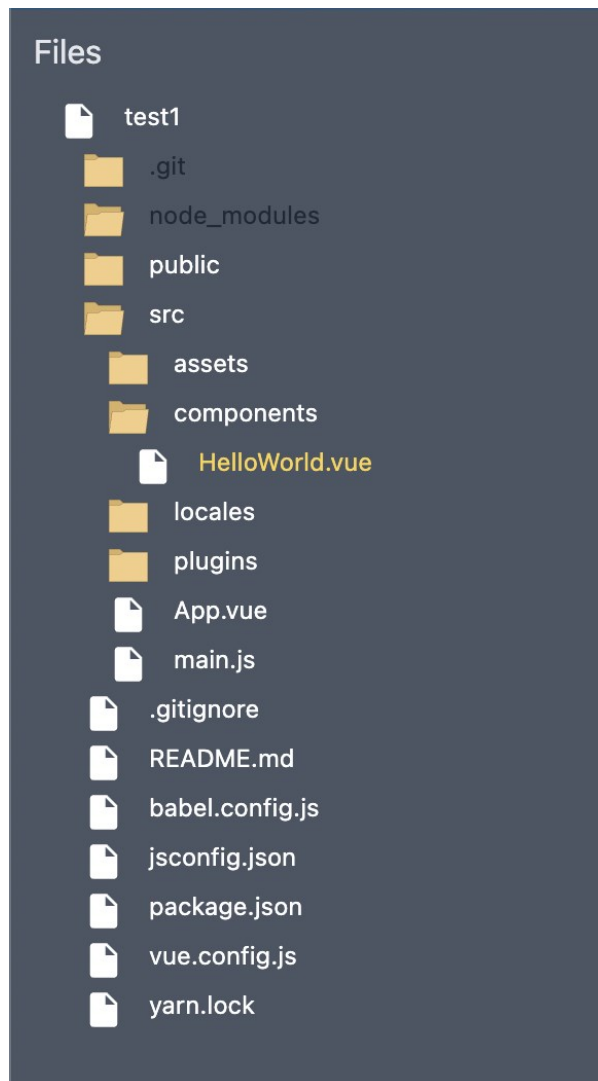 Files
test1
.git
node_modules
public
src
assets
components
HelloWorld.vue
locales
plugins
App.vue
main.js
.gitignore
README.md
babel.config.js
jsconfig.json
package.json
vue.config.js
yarn.lock